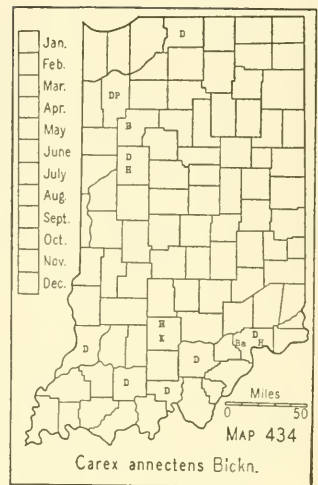 Jan.
Feb.
Mar.
Apr.
May
June
July
Aug.
Sept.
Oct.
Nov.
Dec.
D
DP
B
D
H
H
K
D
D
D
D
Ba
D
H
Miles
0 50
MAP 434
Carex annectens Bickn.